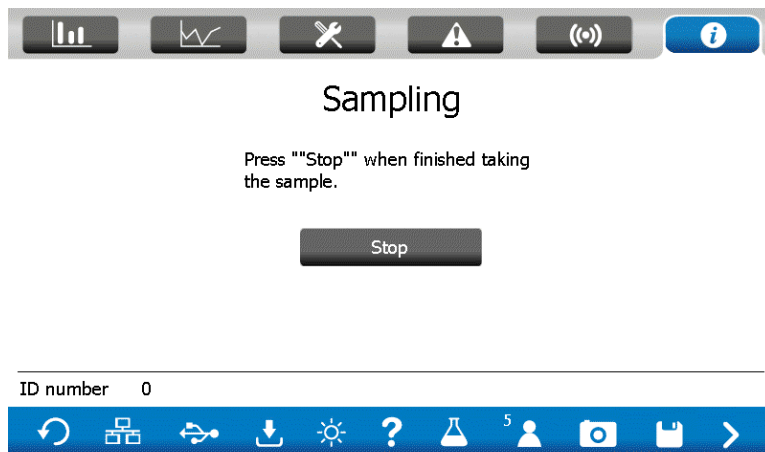 Sampling
Press ""Stop"" when finished taking
the sample.
Stop
ID number 0
5